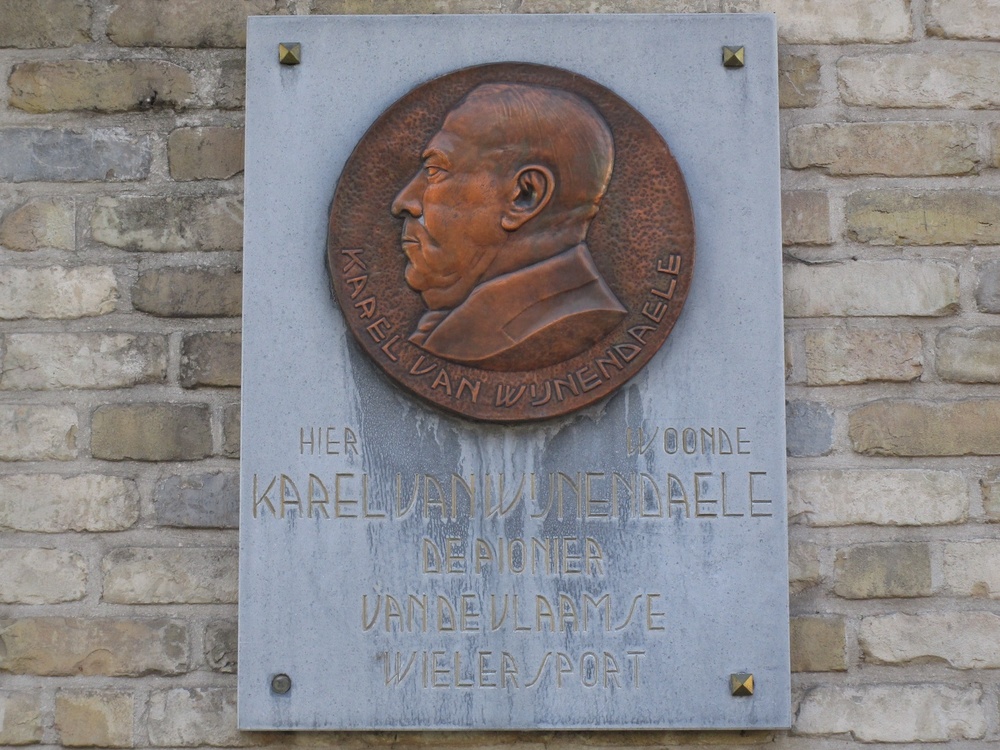 KAREL VAN WIJNENDAELE
HIER WOONDE
KAREL VAN WIJNENDAELE
DE PIONIER
VAN DE VLAAMSE
WIELERSPORT